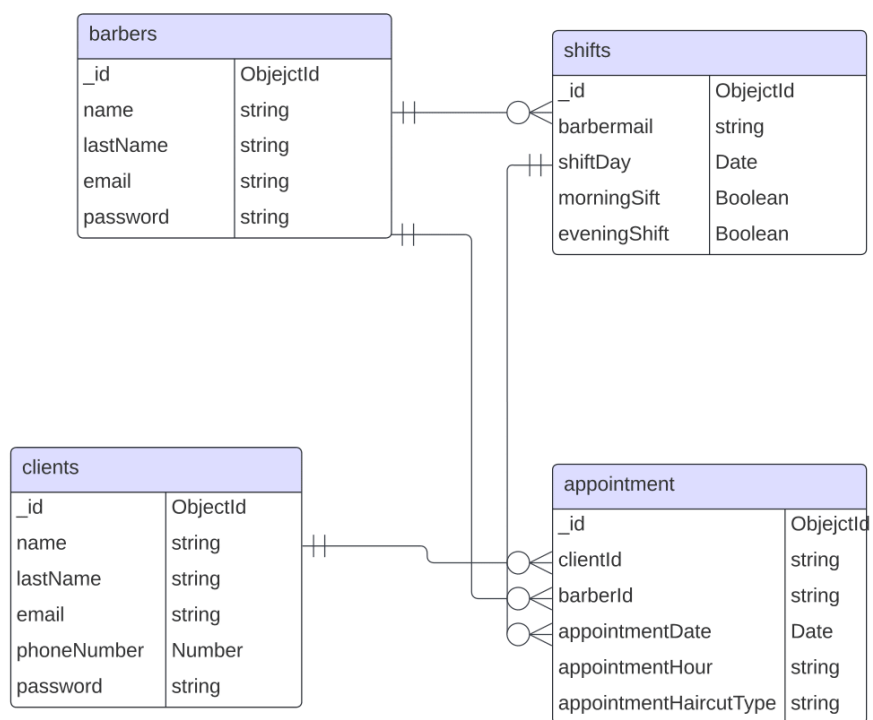 barbers
_id ObjejctId
name string
lastName string
email string
password string
shifts
_id ObjejctId
barbermail string
shiftDay Date
morningSift Boolean
eveningShift Boolean
clients
_id ObjectId
name string
lastName string
email string
phoneNumber Number
password string
appointment
_id ObjejctId
clientId string
barberId string
appointmentDate Date
appointmentHour string
appointmentHaircutType string